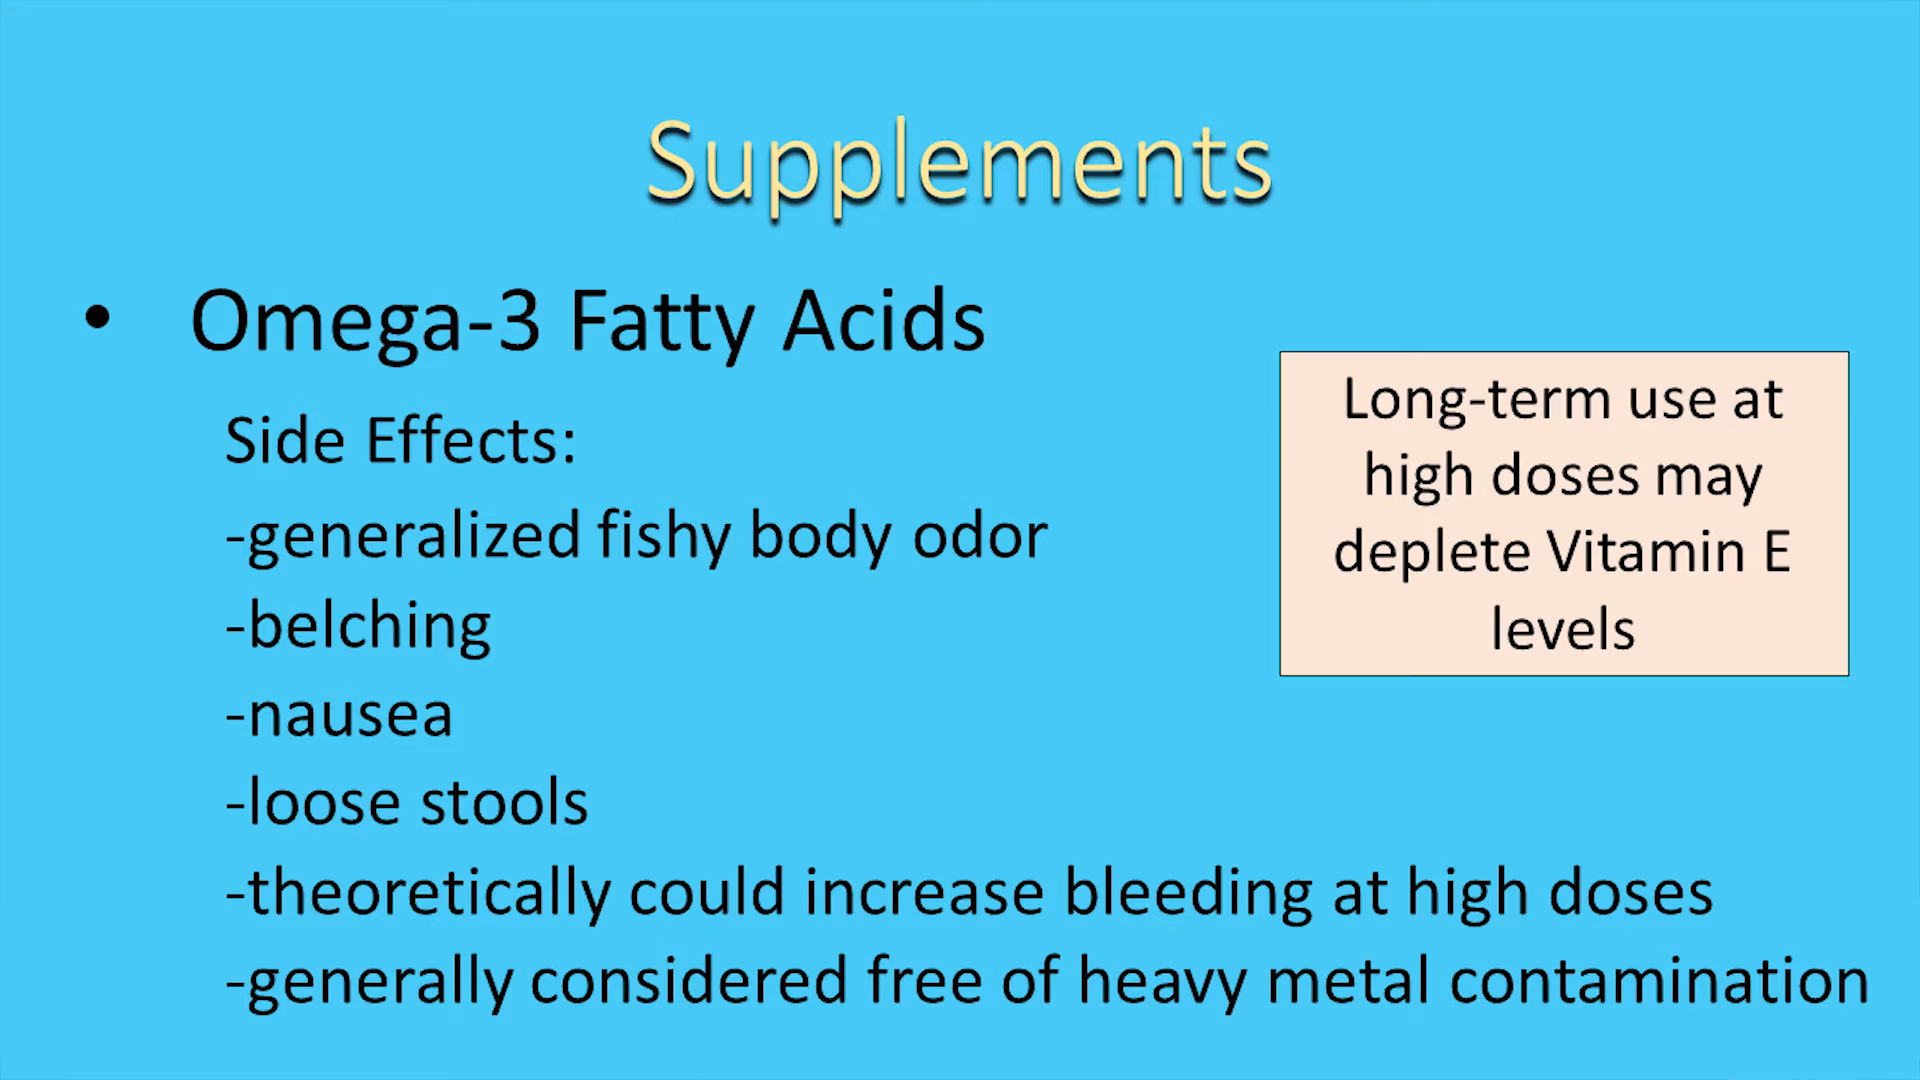 Supplements
• Omega-3 Fatty Acids
Side Effects:
-generalized fishy body odor
-belching
-nausea
-loose stools
-theoretically could increase bleeding at high doses
-generally considered free of heavy metal contamination
Long-term use at
high doses may
deplete Vitamin E
levels